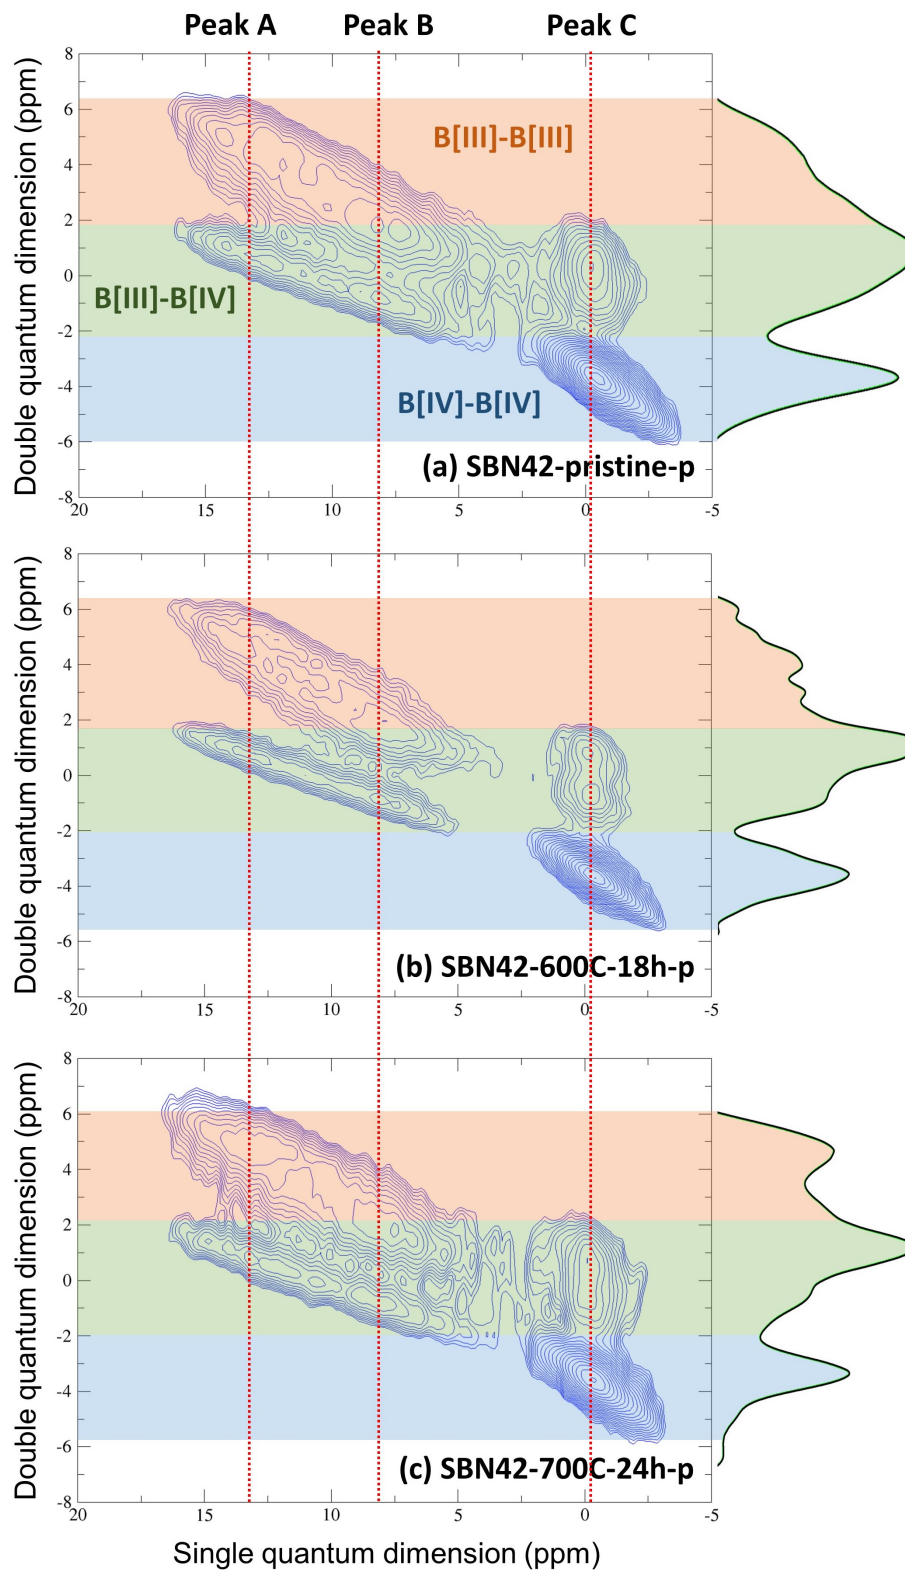 Peak A Peak B Peak C
Double quantum dimension (ppm)
8
6
4
2
0
-2
-4
-6
-8
B[III]-B[III]
B[III]-B[IV]
B[IV]-B[IV]
(a) SBN42-pristine-p
20 15 10 5 0 -5
Double quantum dimension (ppm)
8
6
4
2
0
-2
-4
-6
-8
(b) SBN42-600C-18h-p
20 15 10 5 0 -5
Double quantum dimension (ppm)
8
6
4
2
0
-2
-4
-6
-8
(c) SBN42-700C-24h-p
20 15 10 5 0 -5
Single quantum dimension (ppm)